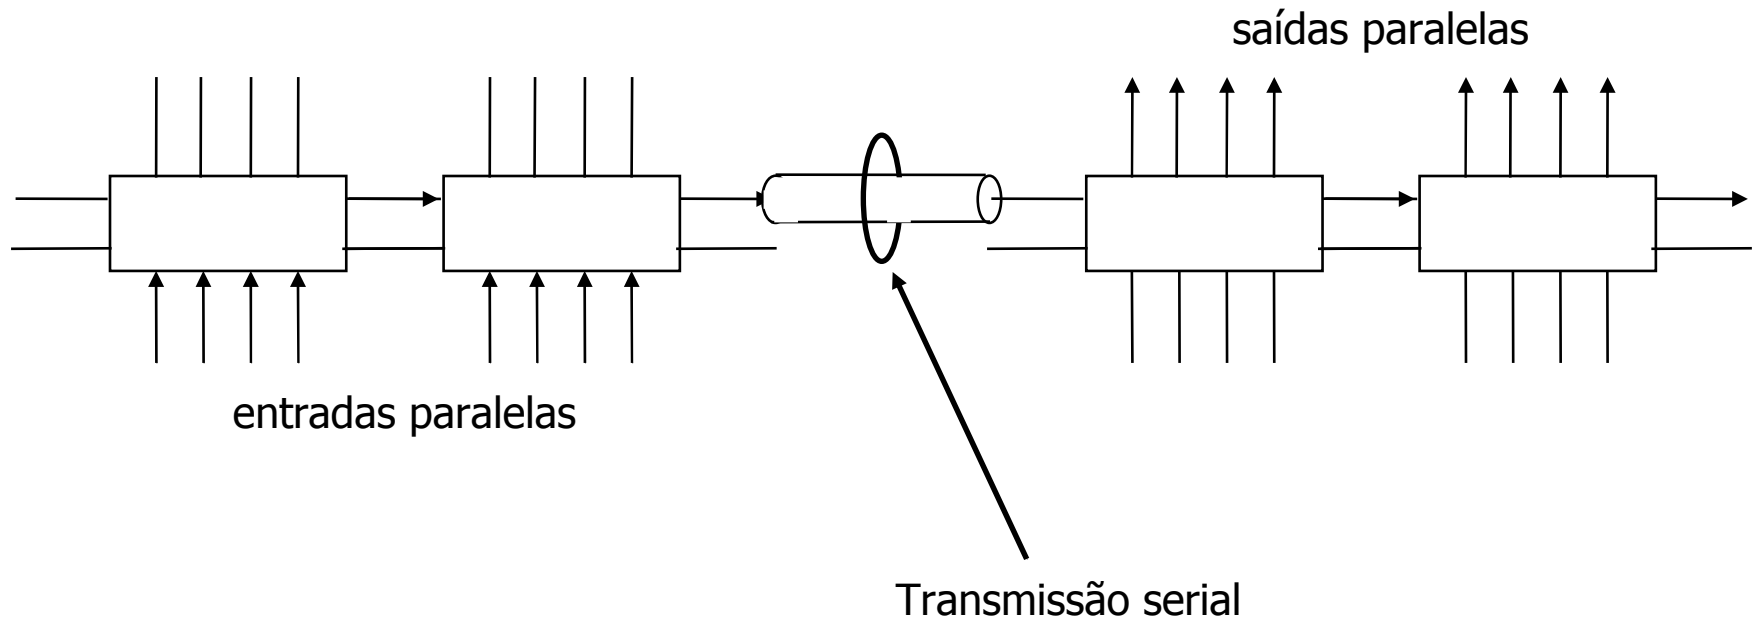 saídas paralelas
entradas paralelas
Transmissão serial